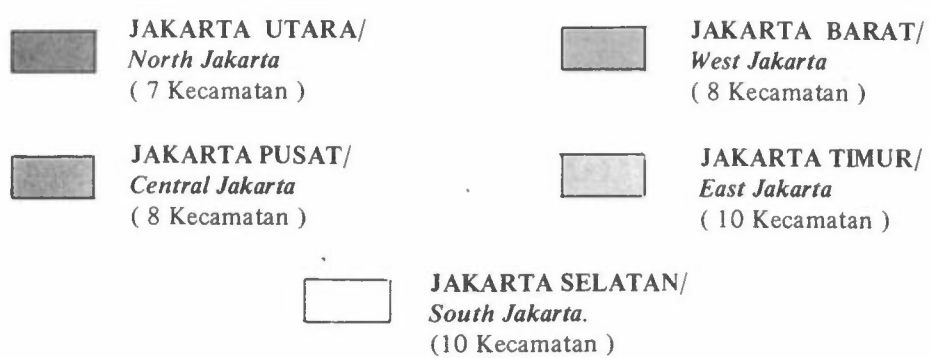 JAKARTA UTARA/
North Jakarta
( 7 Kecamatan )
JAKARTA BARAT/
West Jakarta
( 8 Kecamatan )
JAKARTA PUSAT/
Central Jakarta
( 8 Kecamatan )
JAKARTA TIMUR/
East Jakarta
( 10 Kecamatan )
JAKARTA SELATAN/
South Jakarta.
(10 Kecamatan )